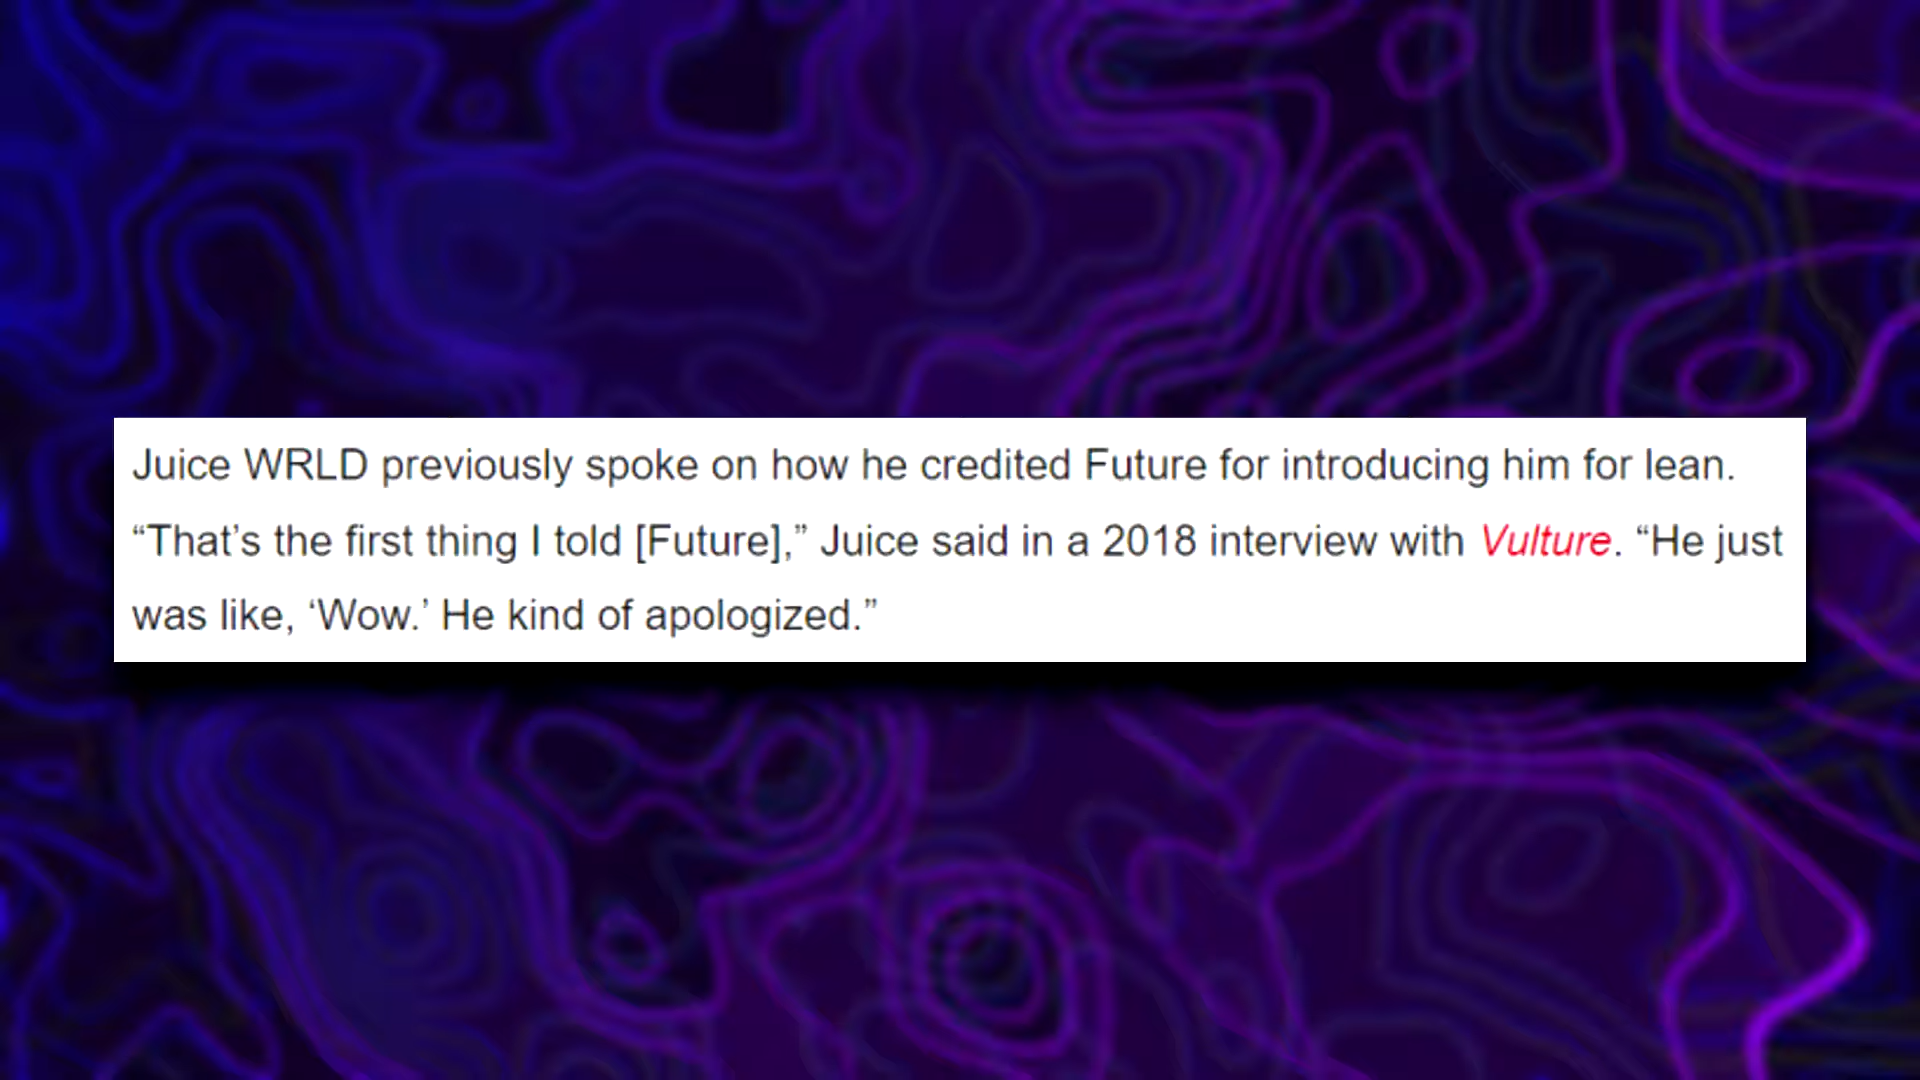 Juice WRLD previously spoke on how he credited Future for introducing him for lean.
“That’s the first thing I told [Future],” Juice said in a 2018 interview with Vulture. “He just
was like, ‘Wow.’ He kind of apologized.”